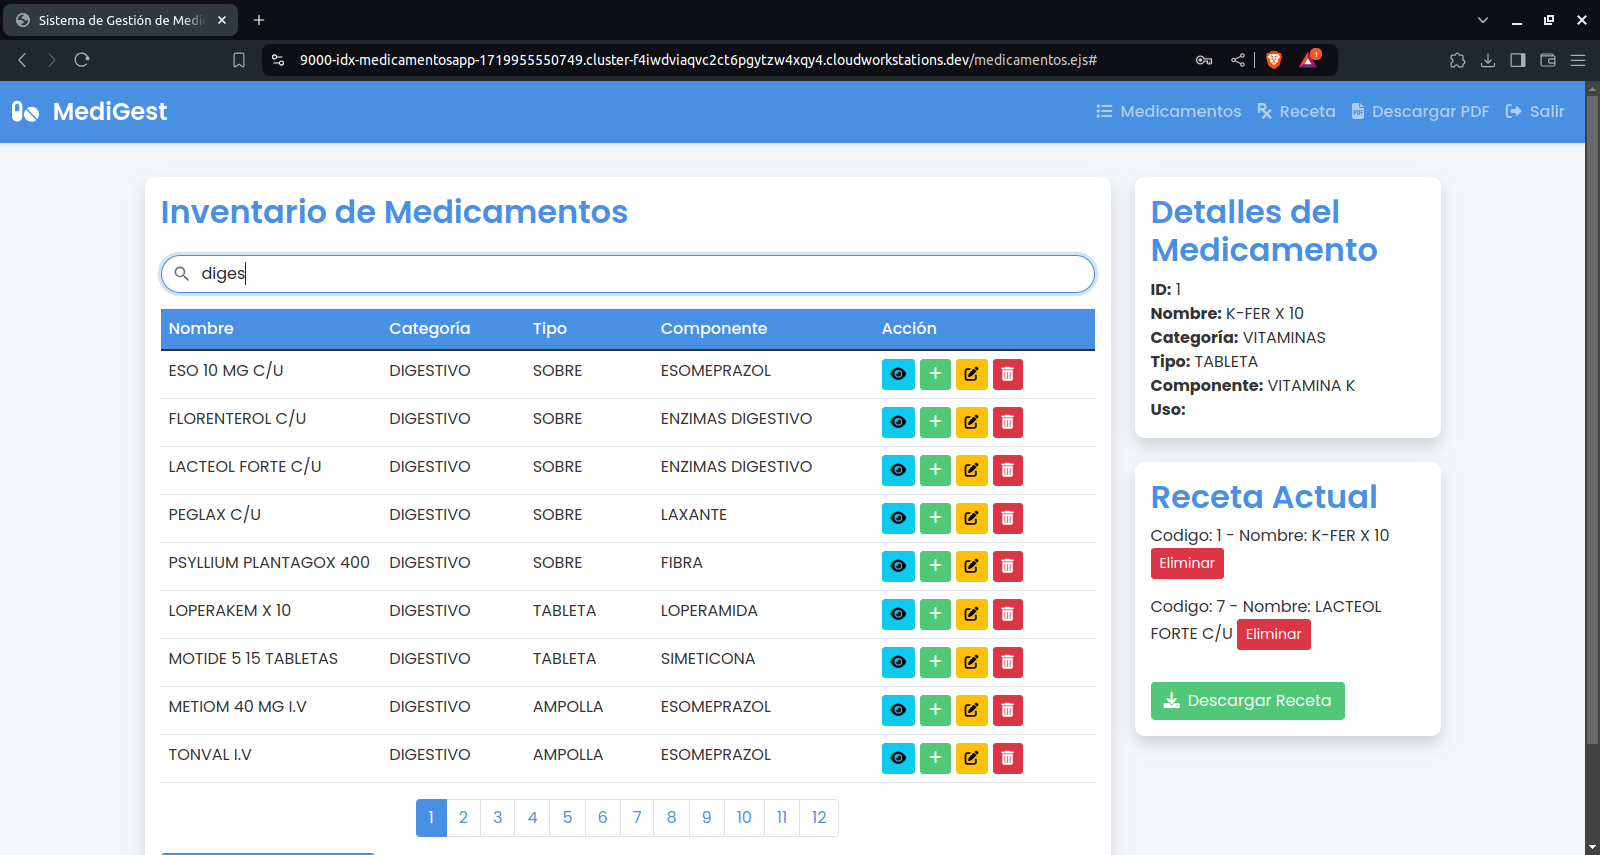 Sistema de Gestión de Medi
9000-idx-medicamentosapp-1719955550749.cluster-f4iwdviaqvc2ct6pgytzw4xqy4.cloudworkstations.dev/medicamentos.ejs#
1
MediGest
Medicamentos
Receta
Descargar PDF
Salir
Inventario de Medicamentos
diges
Nombre Categoría Tipo Componente Acción
ESO 10 MG C/U DIGESTIVO SOBRE ESOMEPRAZOL
FLORENTEROL C/U DIGESTIVO SOBRE ENZIMAS DIGESTIVO
LACTEOL FORTE C/U DIGESTIVO SOBRE ENZIMAS DIGESTIVO
PEGLAX C/U DIGESTIVO SOBRE LAXANTE
PSYLLIUM PLANTAGOX 400 DIGESTIVO SOBRE FIBRA
LOPERAKEM X 10 DIGESTIVO TABLETA LOPERAMIDA
MOTIDE 5 15 TABLETAS DIGESTIVO TABLETA SIMETICONA
METIOM 40 MG I.V DIGESTIVO AMPOLLA ESOMEPRAZOL
TONVAL I.V DIGESTIVO AMPOLLA ESOMEPRAZOL
1 2 3 4 5 6 7 8 9 10 11 12
Detalles del
Medicamento
ID: 1
Nombre: K-FER X 10
Categoría: VITAMINAS
Tipo: TABLETA
Componente: VITAMINA K
Uso:
Receta Actual
Codigo: 1 - Nombre: K-FER X 10
Eliminar
Codigo: 7 - Nombre: LACTEOL
FORTE C/U Eliminar
Descargar Receta